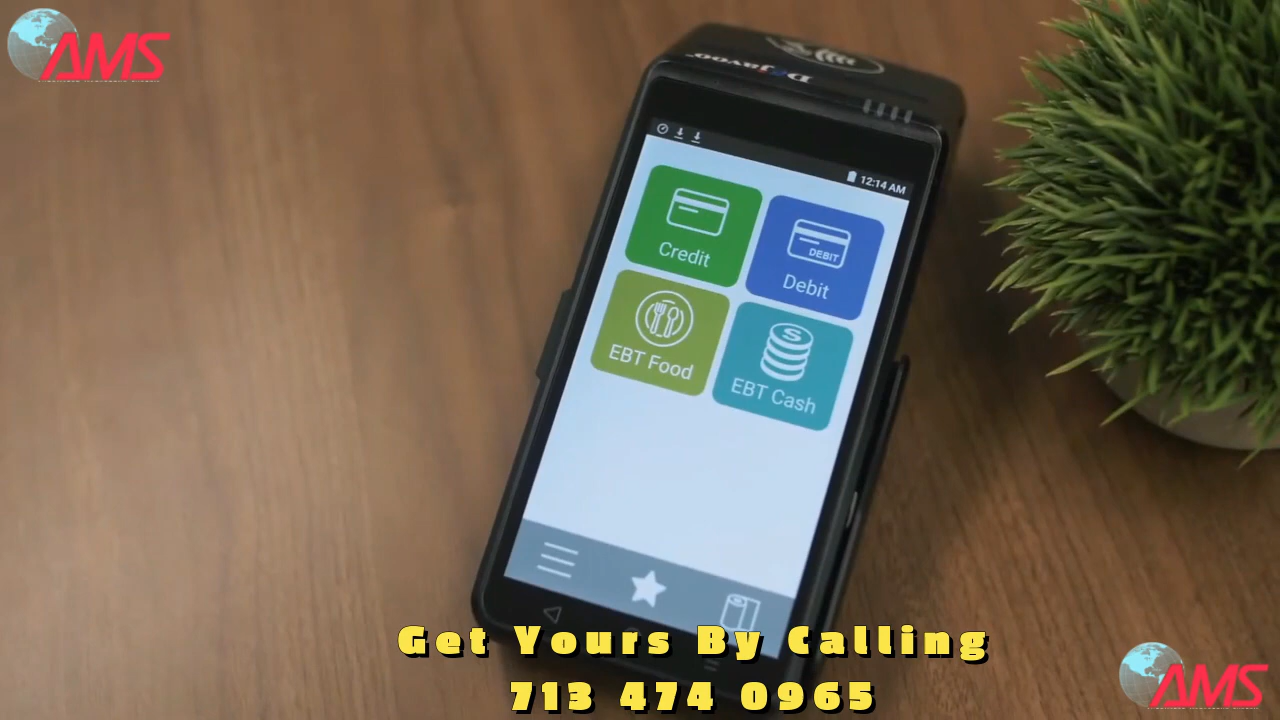 AMS
Dejavoo
12:14 AM
Credit
DEBIT
Debit
EBT Food
EBT Cash
Get Yours By Calling
713 474 0965
AMS